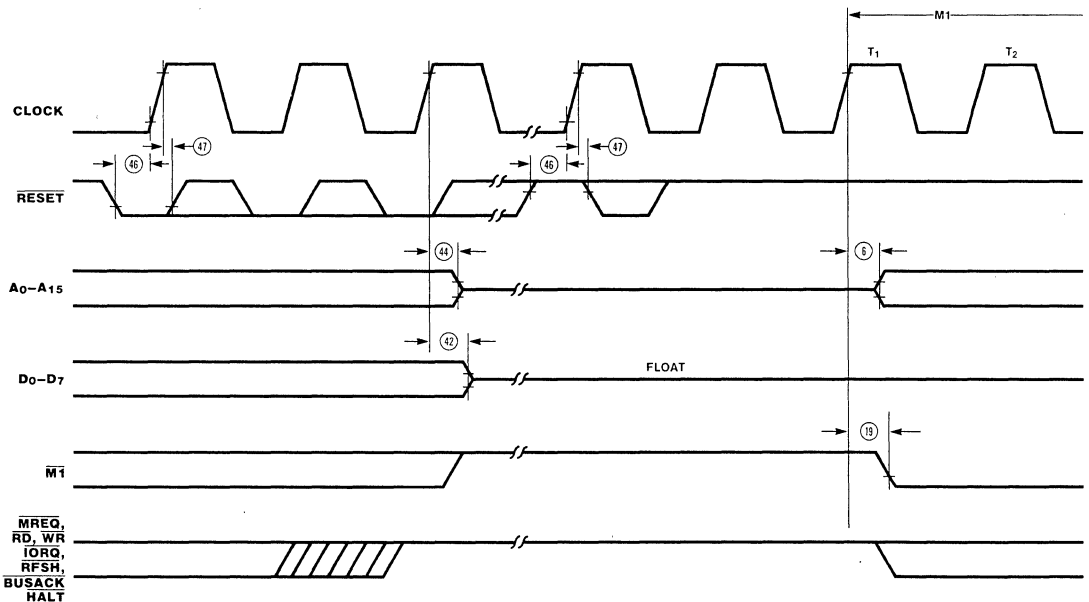 M1
T1
T2
CLOCK
46
47
46
47
RESET
44
6
A0–A15
42
D0–D7
FLOAT
19
M1
MREQ,
RD, WR
IORQ,
RFSH,
BUSACK
HALT